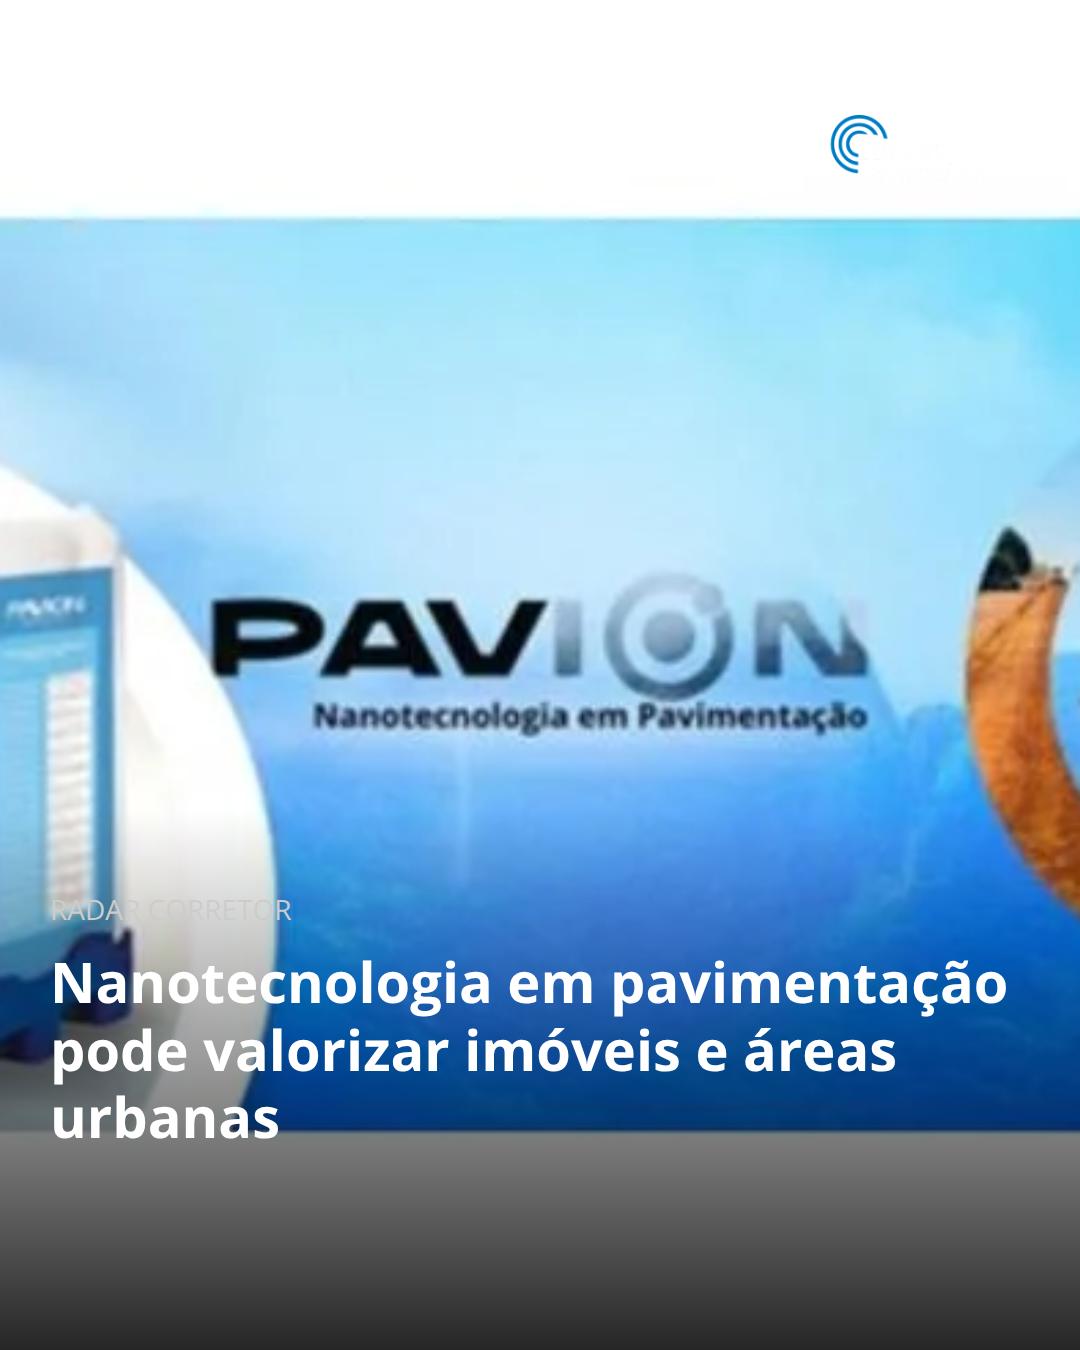 PAVION
PAVION
Nanotecnologia em Pavimentação
RADAR CORRETOR
Nanotecnologia em pavimentação
pode valorizar imóveis e áreas
urbanas